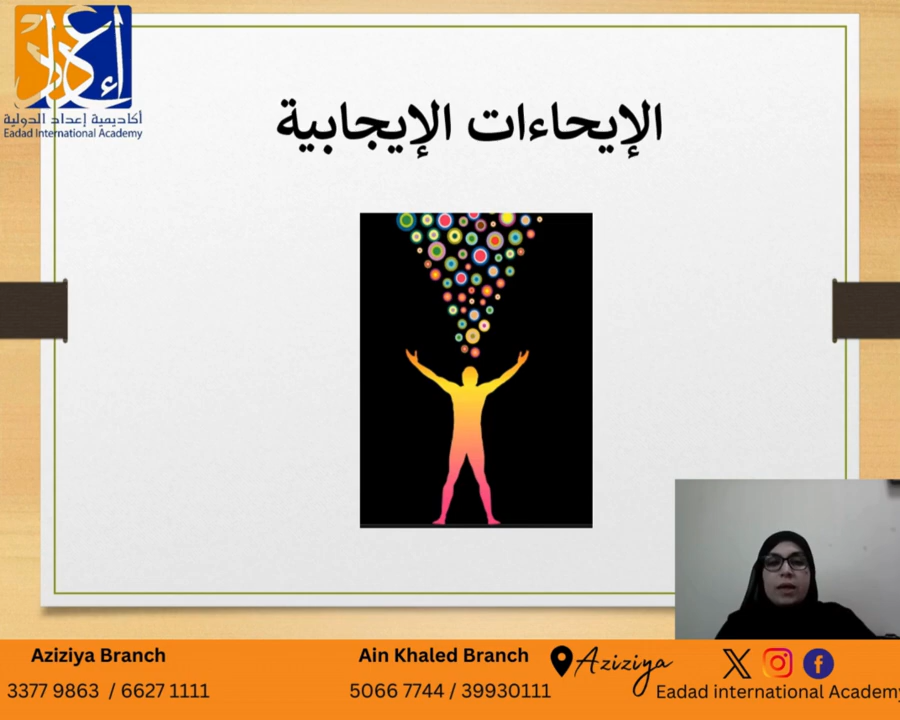 إعداد
أكاديمية إعداد الدولية
Eadad International Academy
الإيحاءات الإيجابية
Aziziya Branch
3377 9863 / 6627 1111
Ain Khaled Branch
5066 7744 / 39930111
Aziziya
Eadad international Academy